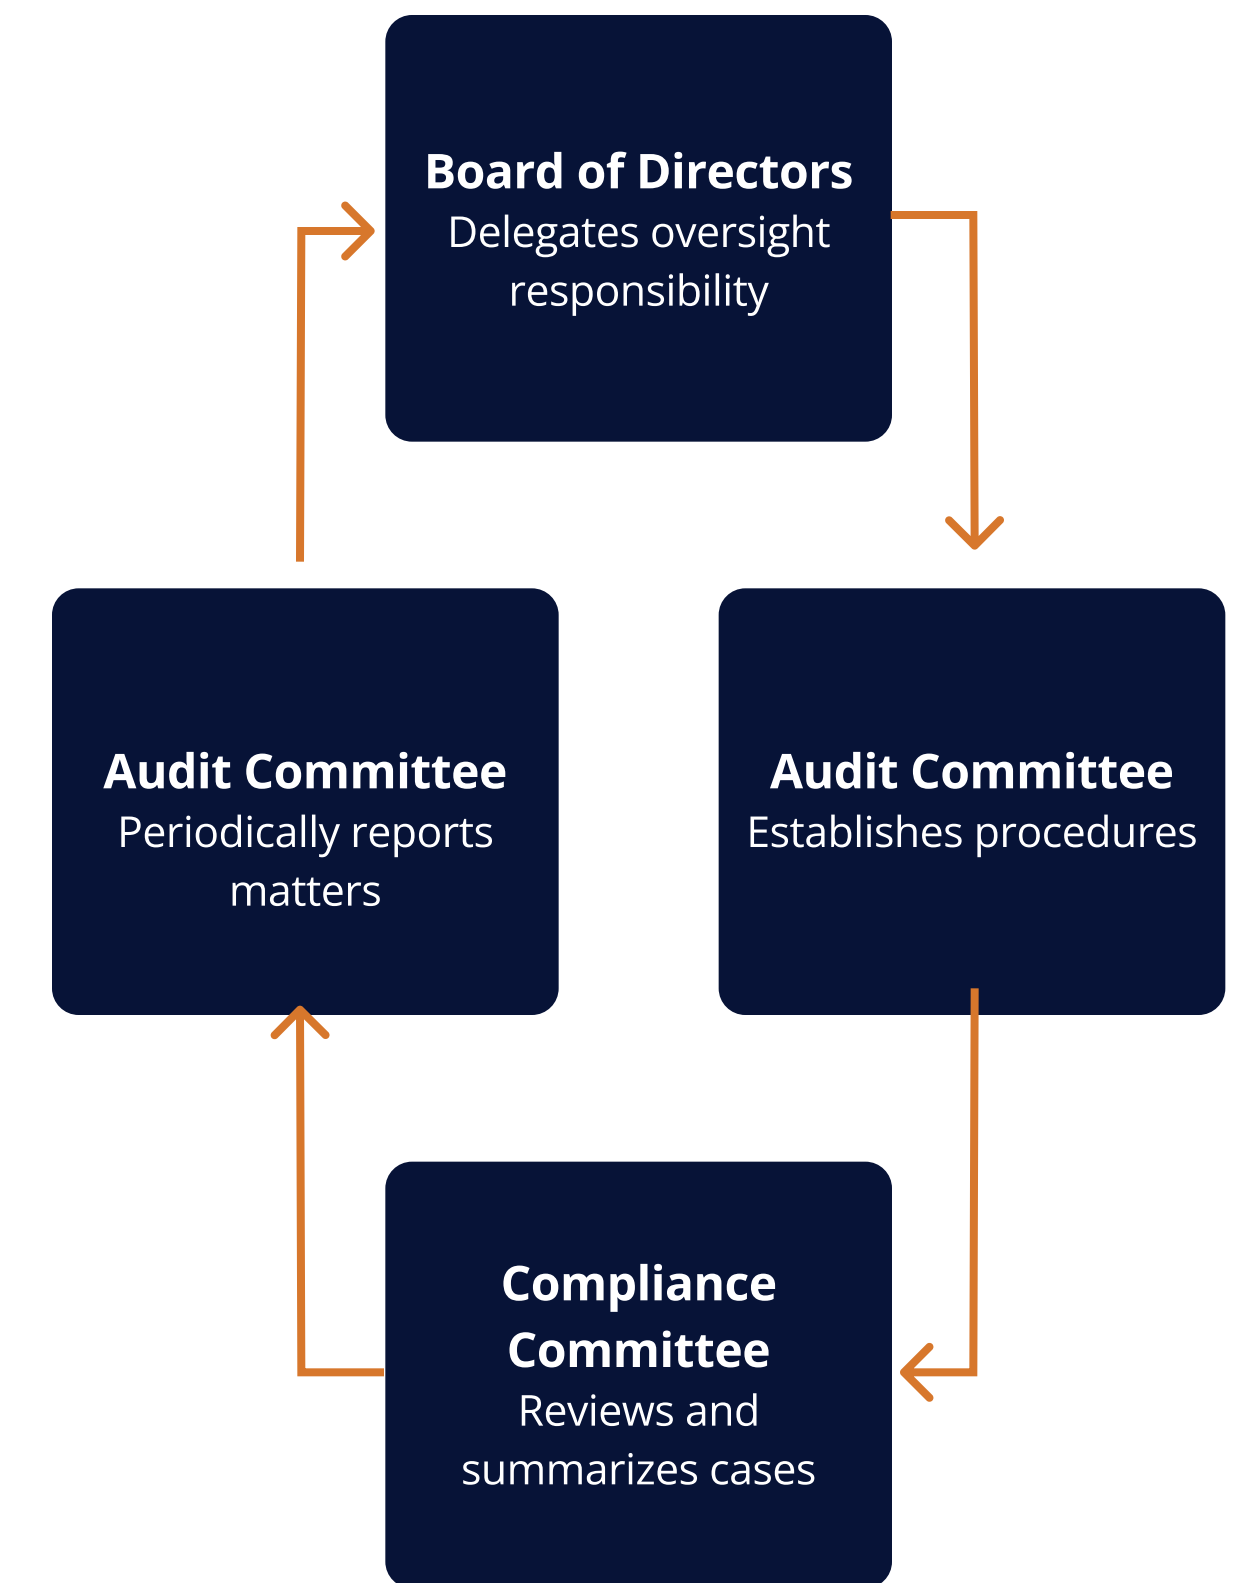 Board of Directors
Delegates oversight
responsibility
Audit Committee
Periodically reports
matters
Audit Committee
Establishes procedures
Compliance
Committee
Reviews and
summarizes cases